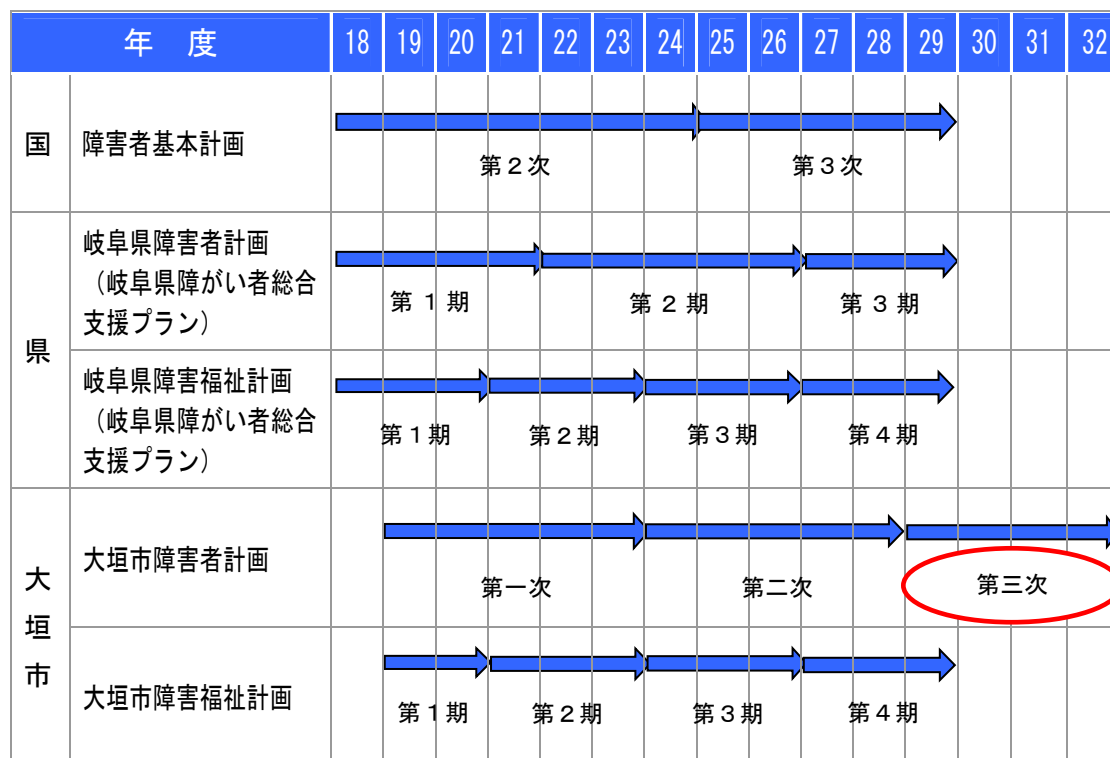 年 度 18 19 20 21 22 23 24 25 26 27 28 29 30 31 32
国
障害者基本計画
第2次 第3次
県
岐阜県障害者計画
(岐阜県障がい者総合
支援プラン)
第1期 第2期 第3期
岐阜県障害福祉計画
(岐阜県障がい者総合
支援プラン)
第1期 第2期 第3期 第4期
大
垣
市
大垣市障害者計画
第一次 第二次 第三次
大垣市障害福祉計画
第1期 第2期 第3期 第4期